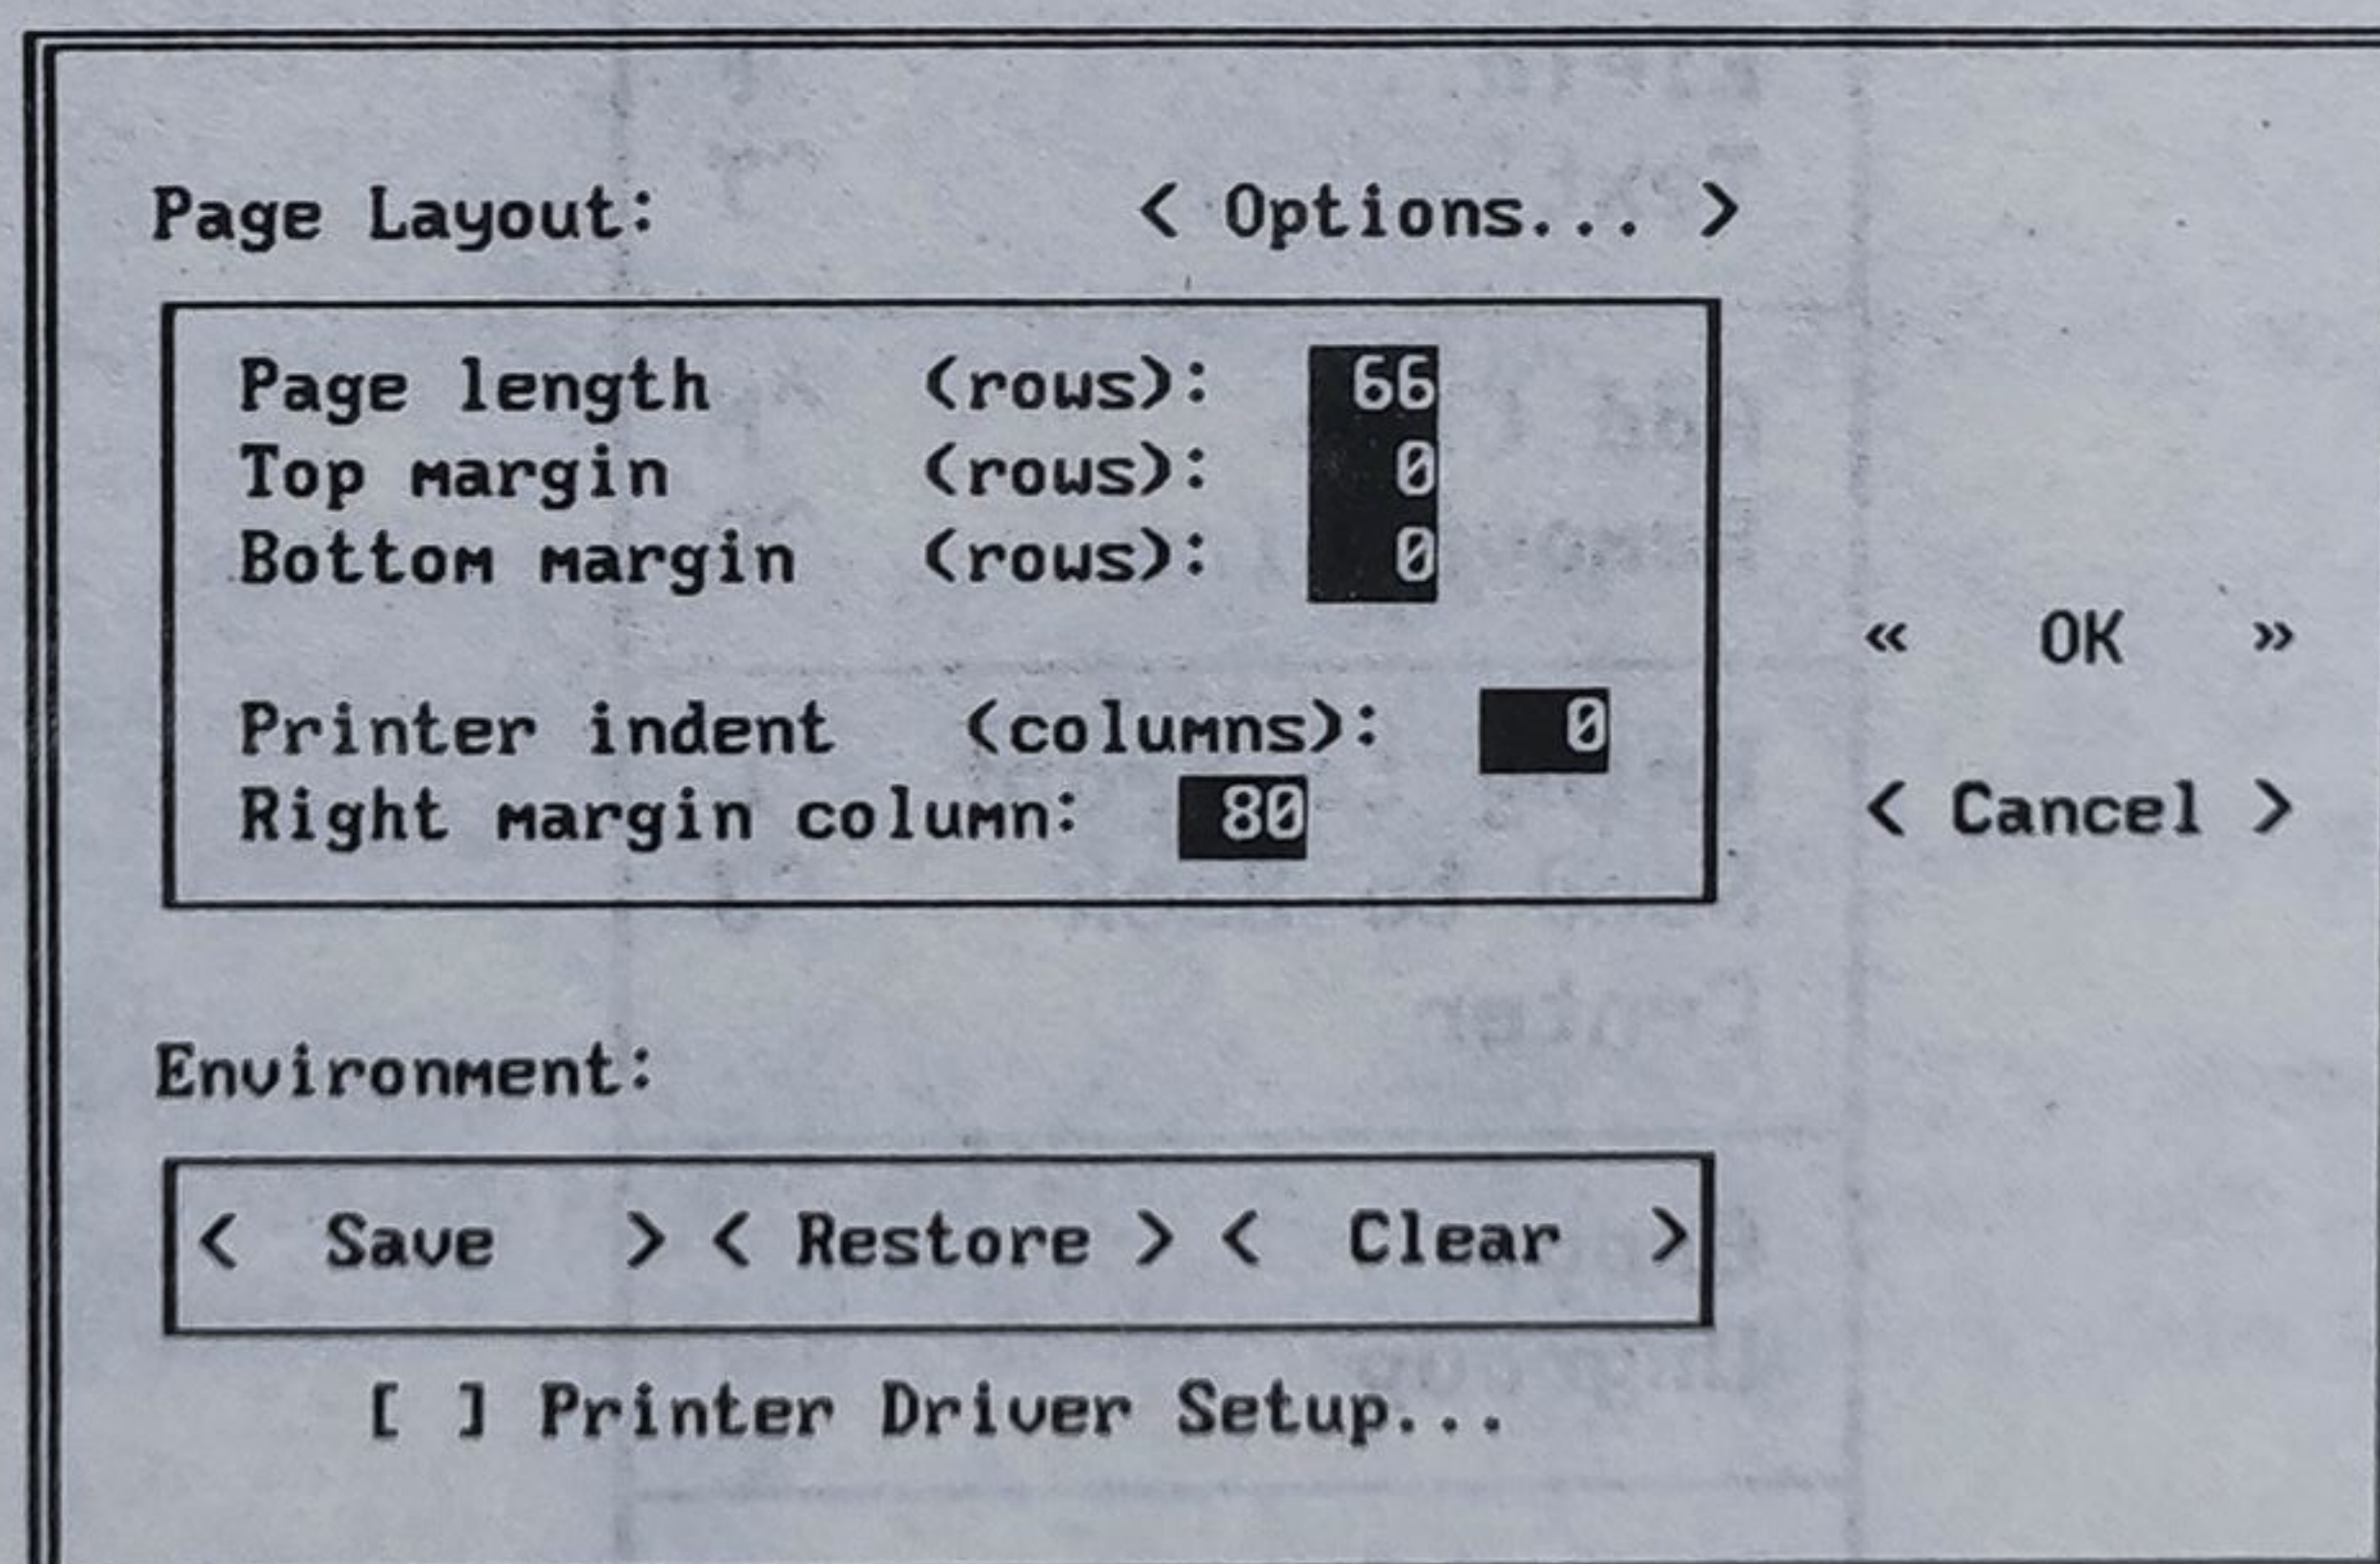 Page Layout: < Options... >
Page length (rows): 66
Top margin (rows): 0
Bottom margin (rows): 0
« OK »
Printer indent (columns): 0
Right margin column: 80
< Cancel >
Environment:
< Save > < Restore > < Clear >
[ ] Printer Driver Setup...